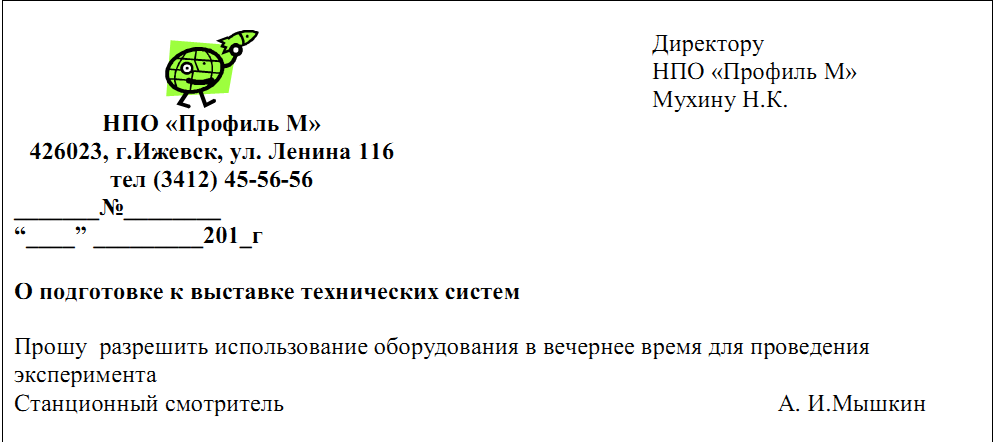 Директору
НПО «Профиль М»
Мухину Н.К.
НПО «Профиль М»
426023, г.Ижевск, ул. Ленина 116
тел (3412) 45-56-56
_______№________
“____” _________201_г
О подготовке к выставке технических систем
Прошу  разрешить использование оборудования в вечернее время для проведения
эксперимента
Станционный смотритель А. И.Мышкин